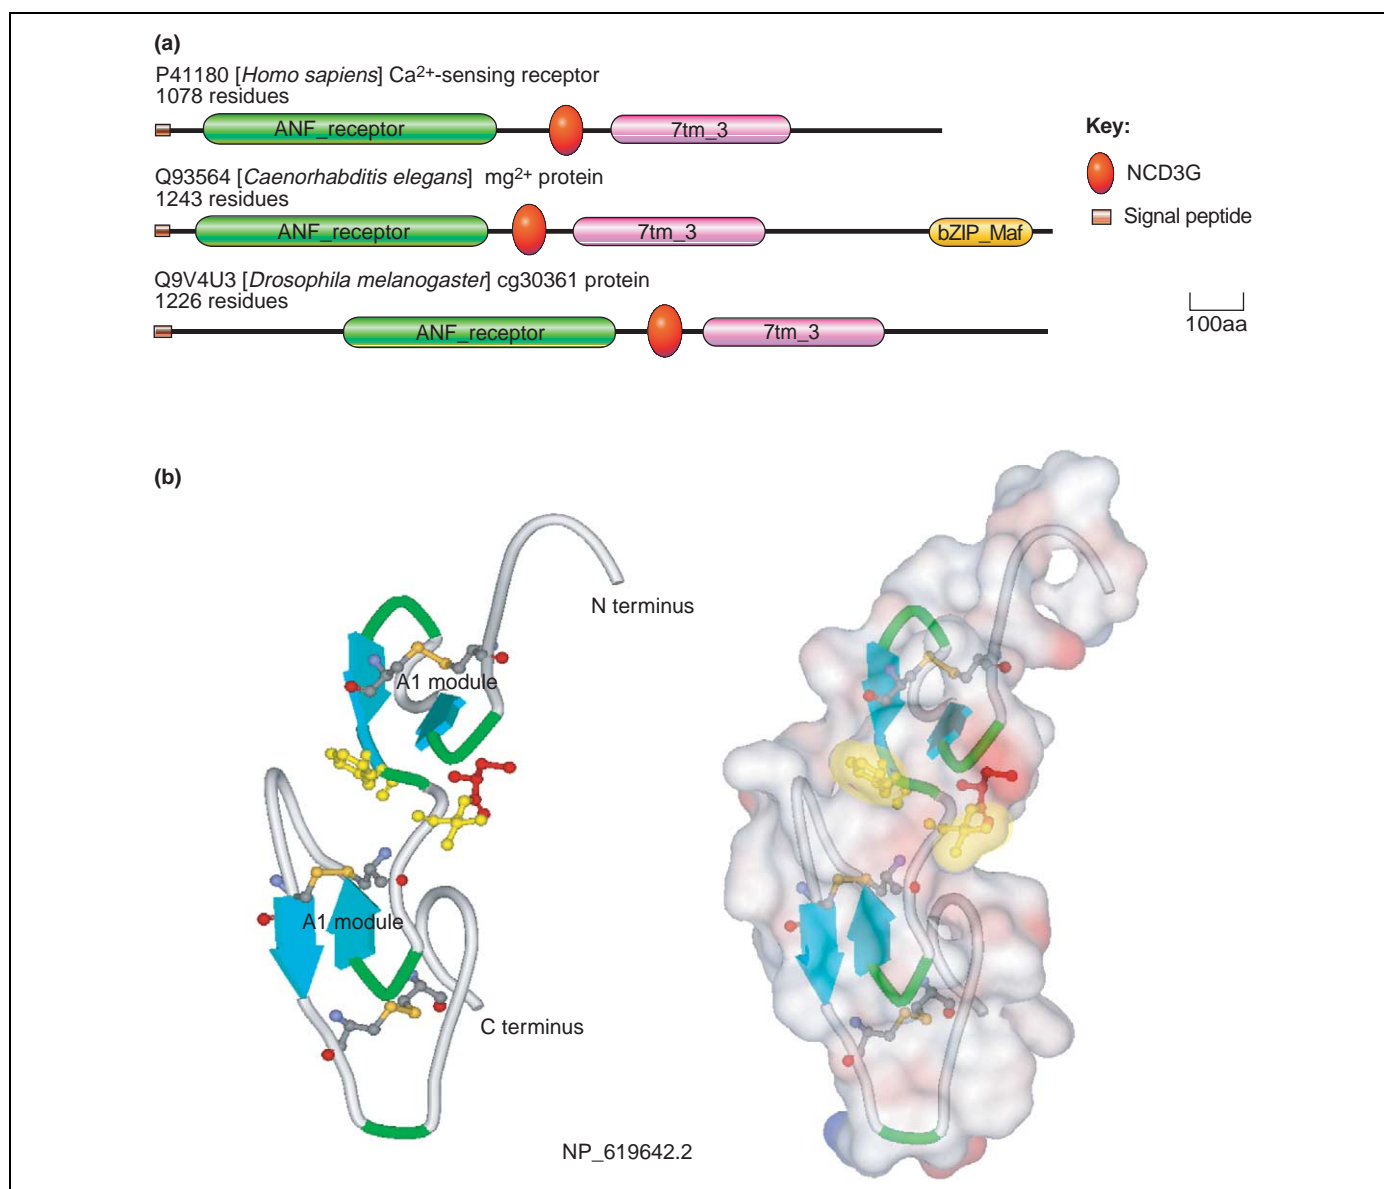 (a)
P41180 [Homo sapiens] Ca²⁺-sensing receptor
1078 residues
ANF_receptor
7tm_3
Q93564 [Caenorhabditis elegans] mg²⁺ protein
1243 residues
ANF_receptor
7tm_3
bZIP_Maf
Q9V4U3 [Drosophila melanogaster] cg30361 protein
1226 residues
ANF_receptor
7tm_3
Key:
NCD3G
Signal peptide
100aa
(b)
N terminus
A1 module
A1 module
C terminus
NP_619642.2